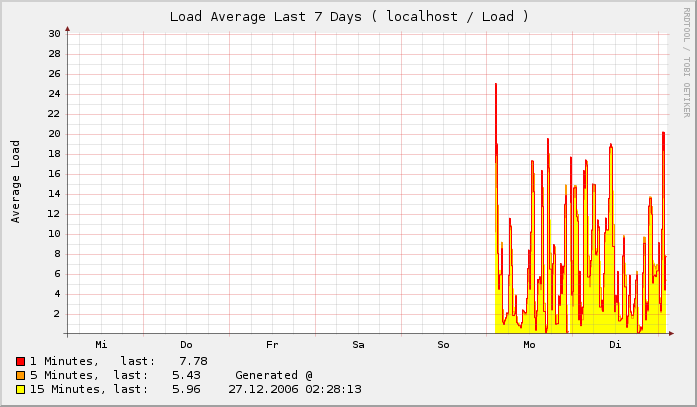 Load Average Last 7 Days ( localhost / Load )
RRDTOOL / TOBI OETIKER
Average Load
30
28
26
24
22
20
18
16
14
12
10
8
6
4
2
Mi Do Fr Sa So Mo Di
1 Minutes, last: 7.78
5 Minutes, last: 5.43 Generated @
15 Minutes, last: 5.96 27.12.2006 02:28:13